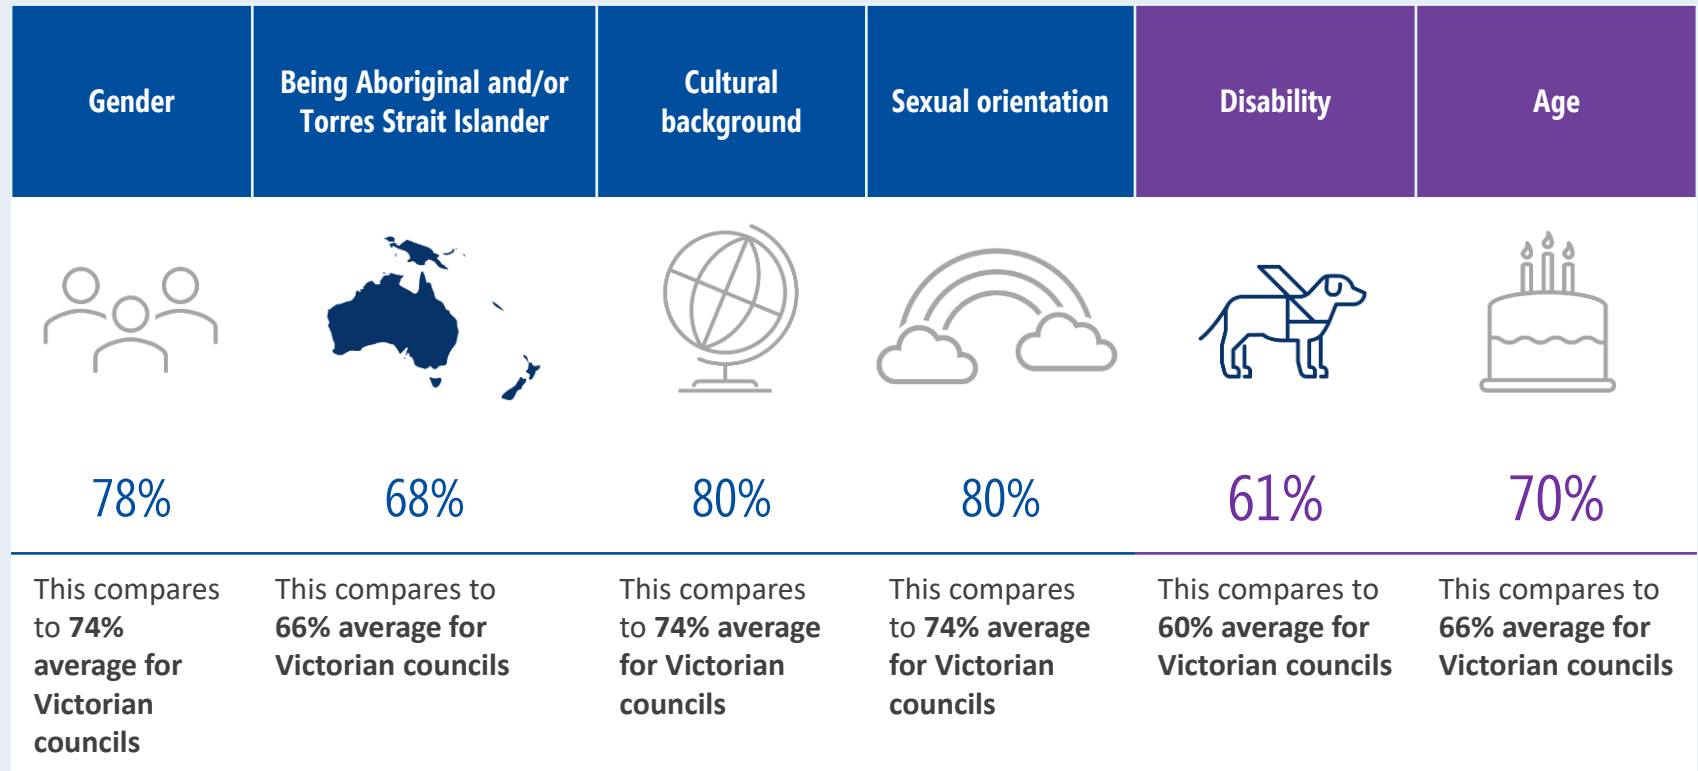 Gender
Being Aboriginal and/or
Torres Strait Islander
Cultural
background
Sexual orientation
Disability
Age
78%
68%
80%
80%
61%
70%
This compares
to 74%
average for
Victorian
councils
This compares to
66% average for
Victorian councils
This compares
to 74% average
for Victorian
councils
This compares
to 74% average
for Victorian
councils
This compares to
60% average for
Victorian councils
This compares to
66% average for
Victorian councils